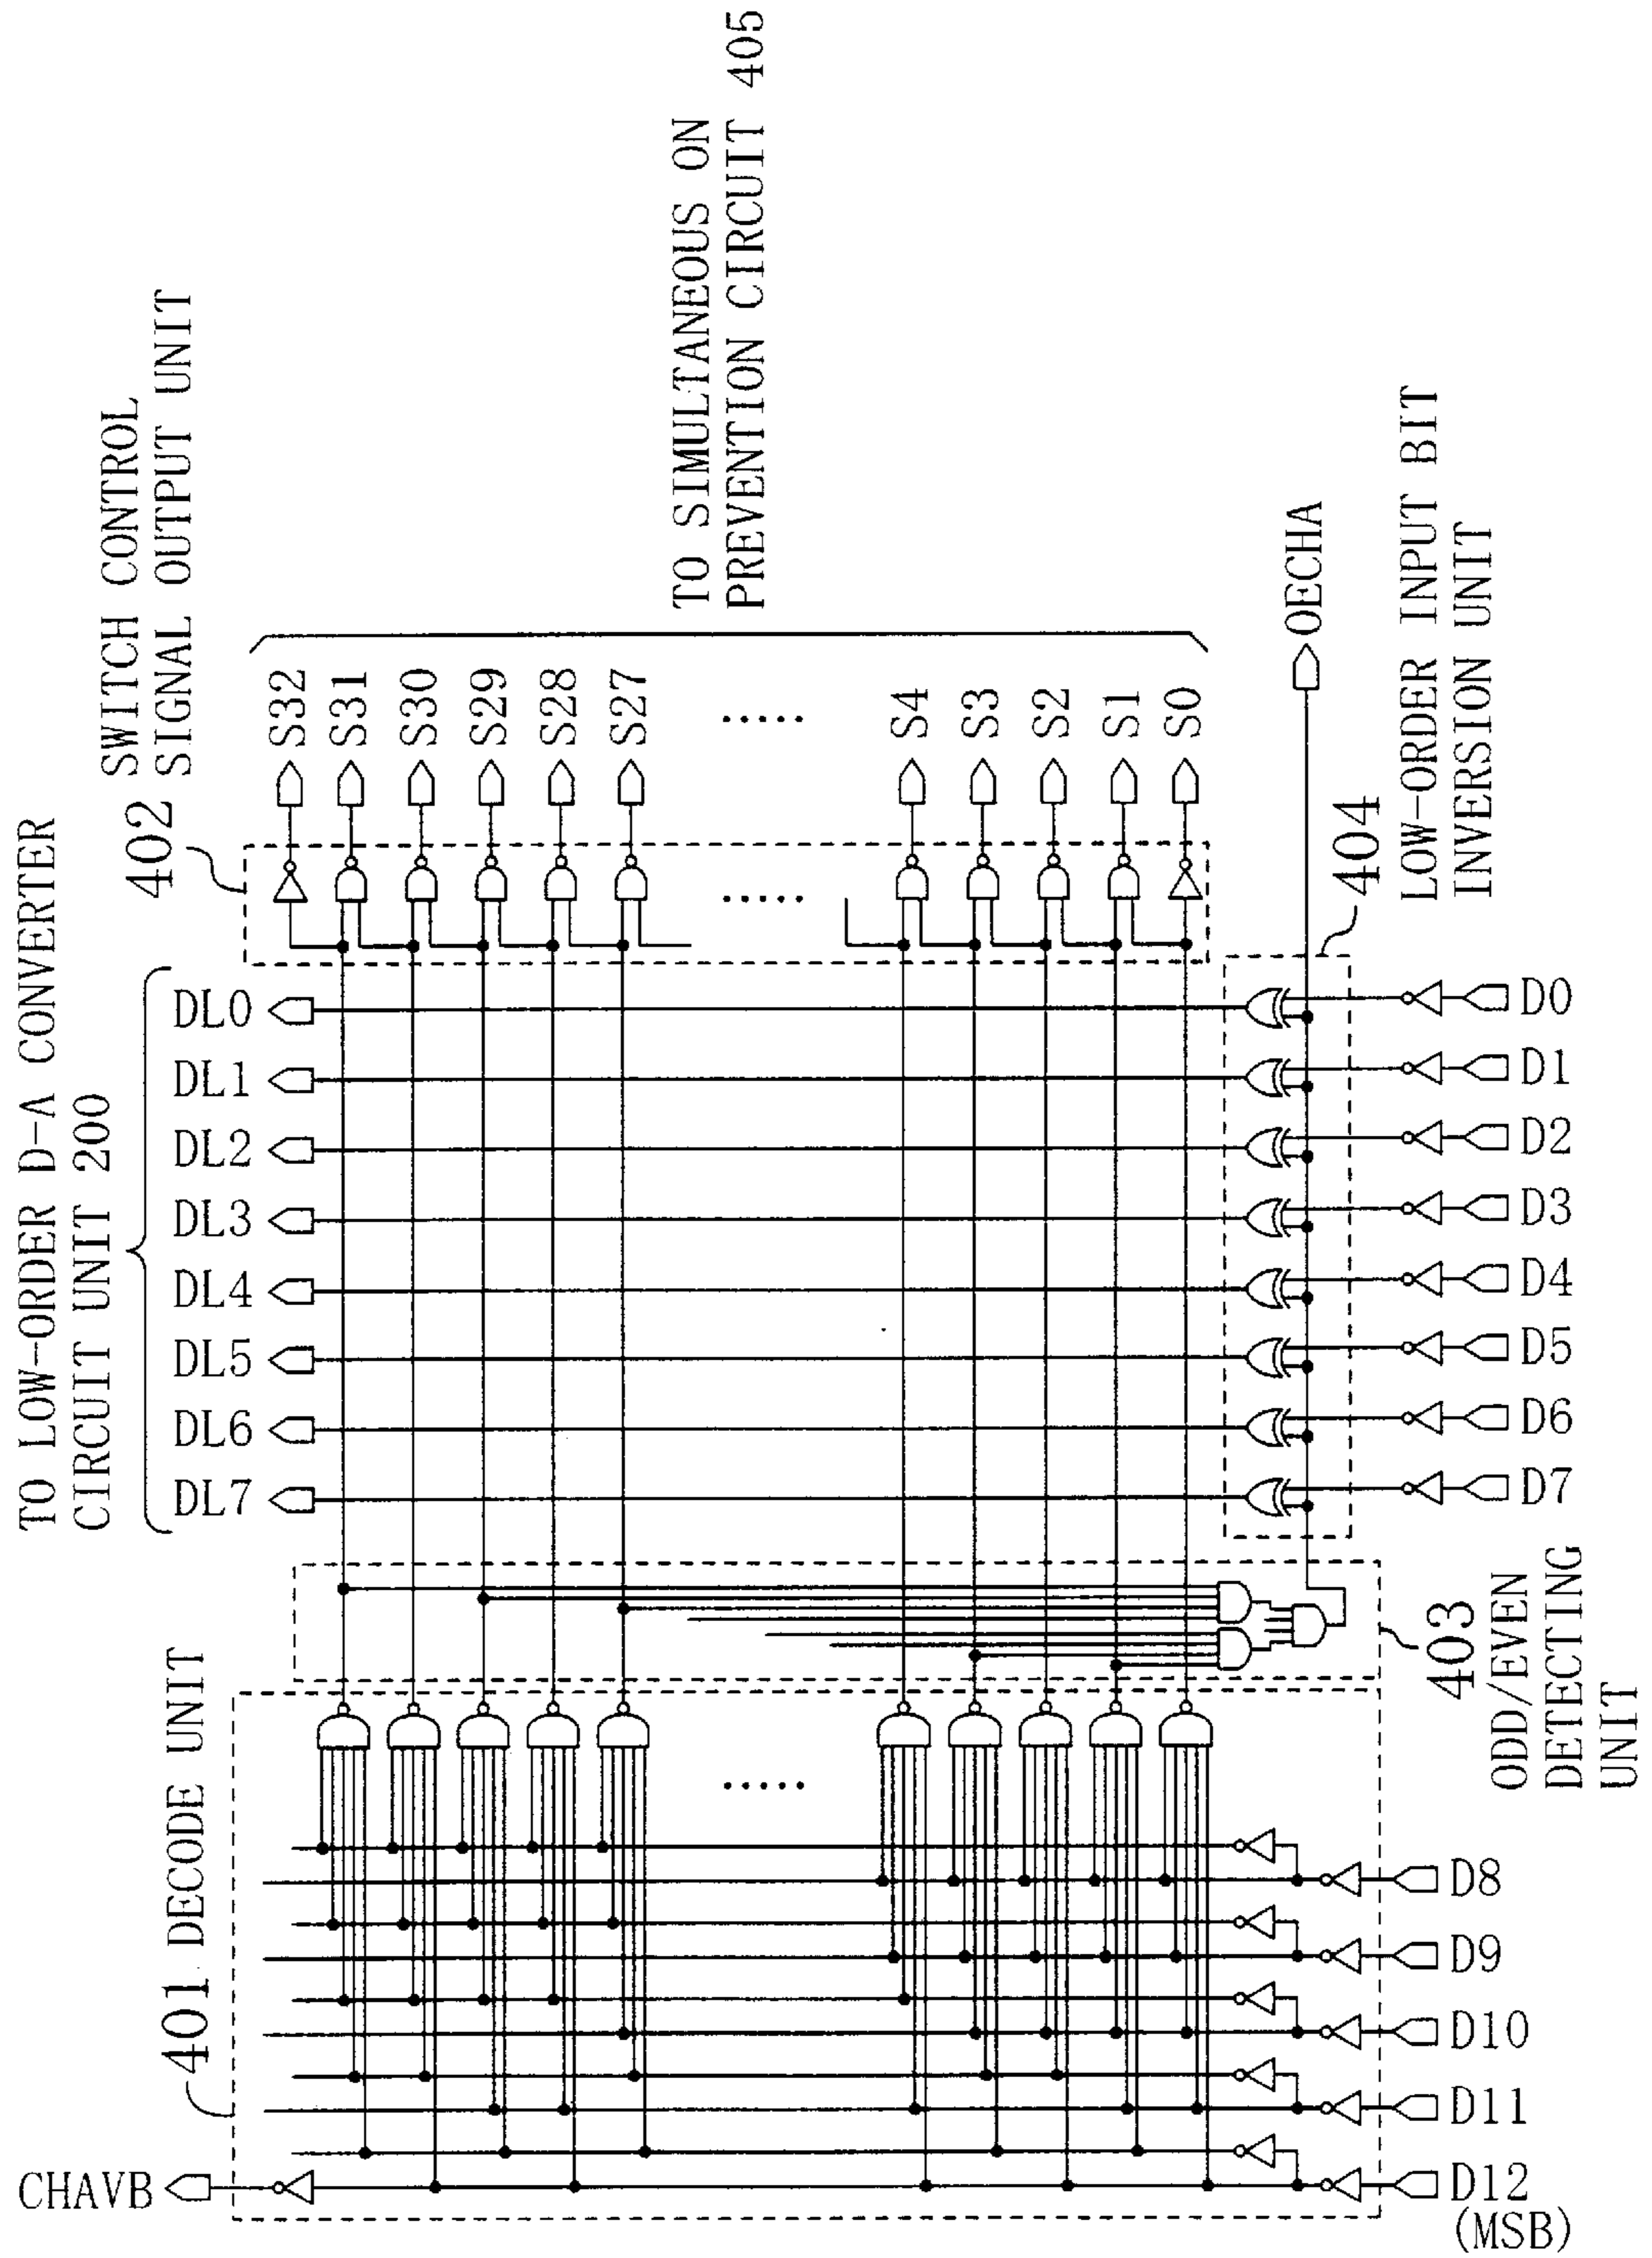 TO LOW-ORDER D-A CONVERTER
CIRCUIT UNIT 200
SWITCH CONTROL
SIGNAL OUTPUT UNIT
402
TO SIMULTANEOUS ON
PREVENTION CIRCUIT 405
CHAVB
401 DECODE UNIT
DL7
DL6
DL5
DL4
DL3
DL2
DL1
DL0
S32
S31
S30
S29
S28
S27
S4
S3
S2
S1
S0
OECHA
D12
(MSB)
D11
D10
D9
D8
D7
D6
D5
D4
D3
D2
D1
D0
403
ODD/EVEN
DETECTING
UNIT
404
LOW-ORDER INPUT BIT
INVERSION UNIT